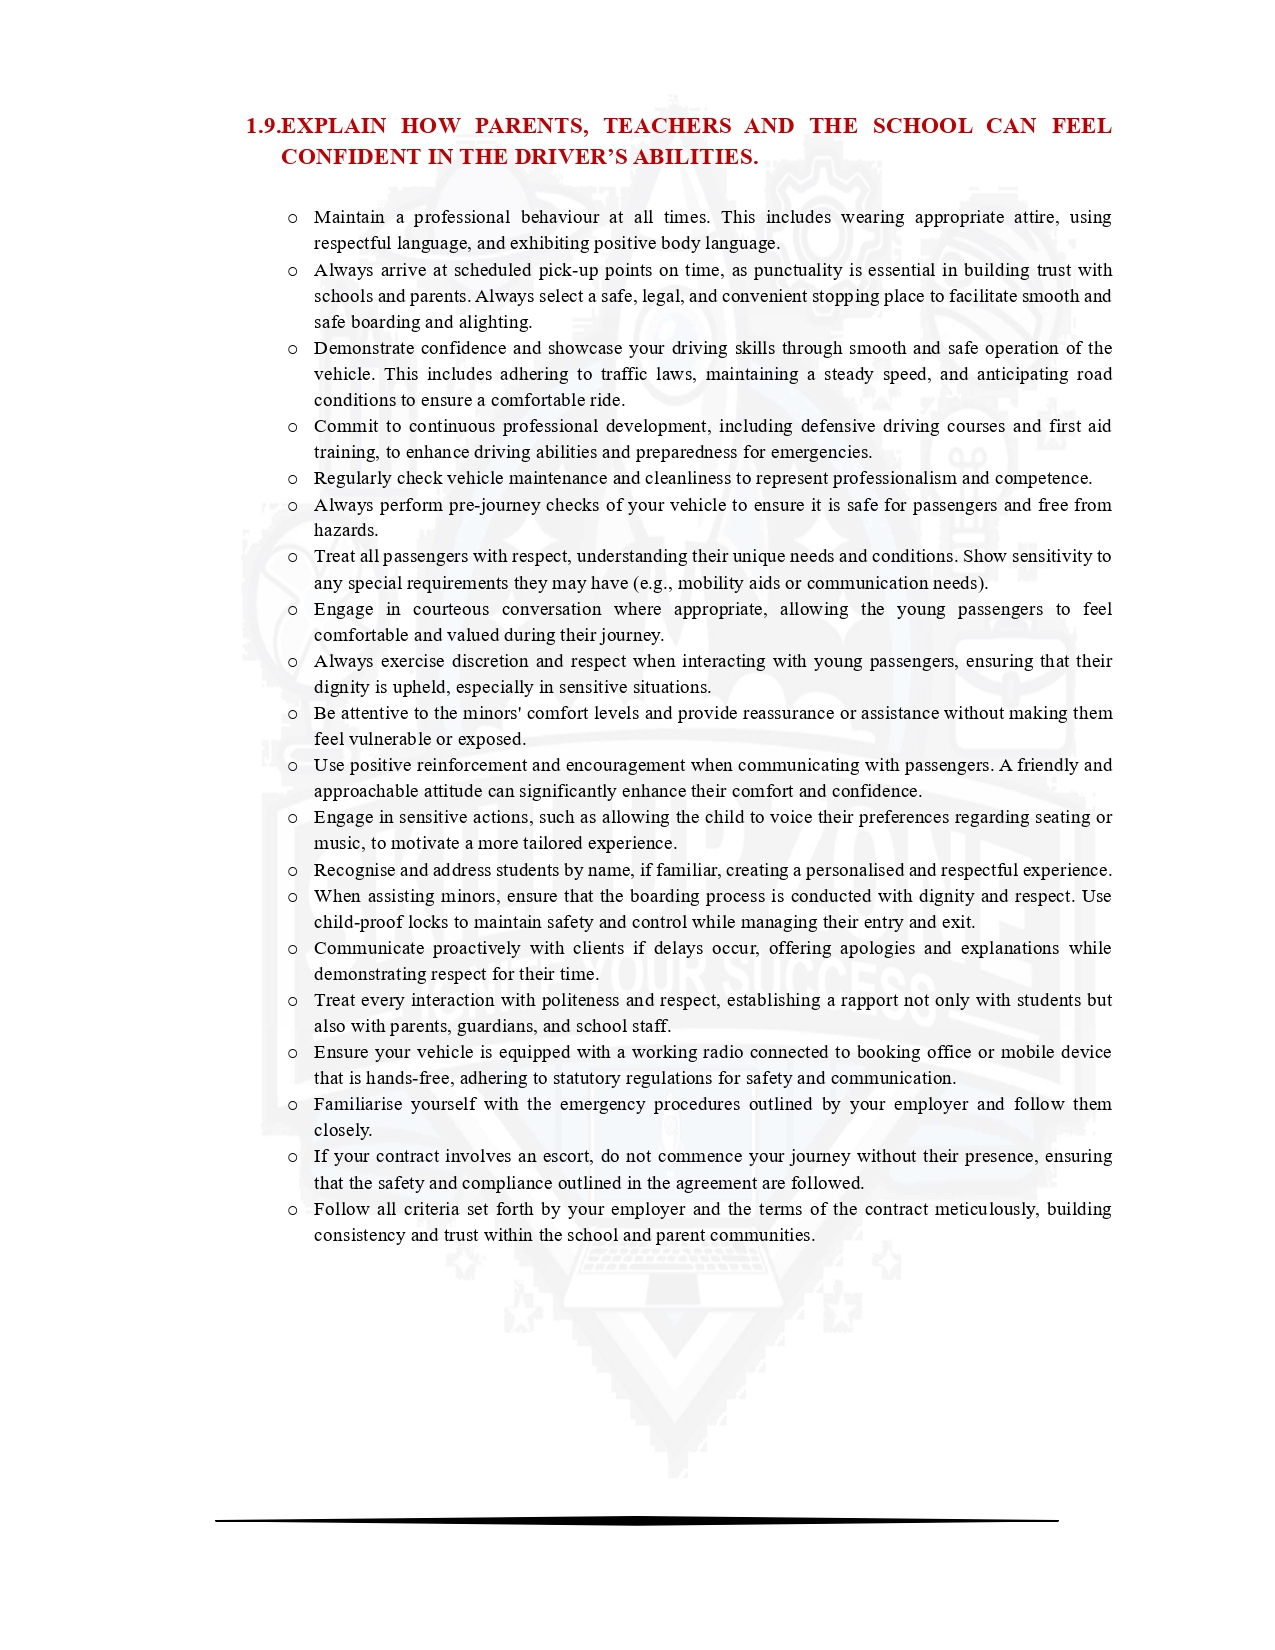 1.9.EXPLAIN HOW PARENTS, TEACHERS AND THE SCHOOL CAN FEEL
CONFIDENT IN THE DRIVER’S ABILITIES.
o Maintain a professional behaviour at all times. This includes wearing appropriate attire, using
respectful language, and exhibiting positive body language.
o Always arrive at scheduled pick-up points on time, as punctuality is essential in building trust with
schools and parents. Always select a safe, legal, and convenient stopping place to facilitate smooth and
safe boarding and alighting.
o Demonstrate confidence and showcase your driving skills through smooth and safe operation of the
vehicle. This includes adhering to traffic laws, maintaining a steady speed, and anticipating road
conditions to ensure a comfortable ride.
o Commit to continuous professional development, including defensive driving courses and first aid
training, to enhance driving abilities and preparedness for emergencies.
o Regularly check vehicle maintenance and cleanliness to represent professionalism and competence.
o Always perform pre-journey checks of your vehicle to ensure it is safe for passengers and free from
hazards.
o Treat all passengers with respect, understanding their unique needs and conditions. Show sensitivity to
any special requirements they may have (e.g., mobility aids or communication needs).
o Engage in courteous conversation where appropriate, allowing the young passengers to feel
comfortable and valued during their journey.
o Always exercise discretion and respect when interacting with young passengers, ensuring that their
dignity is upheld, especially in sensitive situations.
o Be attentive to the minors' comfort levels and provide reassurance or assistance without making them
feel vulnerable or exposed.
o Use positive reinforcement and encouragement when communicating with passengers. A friendly and
approachable attitude can significantly enhance their comfort and confidence.
o Engage in sensitive actions, such as allowing the child to voice their preferences regarding seating or
music, to motivate a more tailored experience.
o Recognise and address students by name, if familiar, creating a personalised and respectful experience.
o When assisting minors, ensure that the boarding process is conducted with dignity and respect. Use
child-proof locks to maintain safety and control while managing their entry and exit.
o Communicate proactively with clients if delays occur, offering apologies and explanations while
demonstrating respect for their time.
o Treat every interaction with politeness and respect, establishing a rapport not only with students but
also with parents, guardians, and school staff.
o Ensure your vehicle is equipped with a working radio connected to booking office or mobile device
that is hands-free, adhering to statutory regulations for safety and communication.
o Familiarise yourself with the emergency procedures outlined by your employer and follow them
closely.
o If your contract involves an escort, do not commence your journey without their presence, ensuring
that the safety and compliance outlined in the agreement are followed.
o Follow all criteria set forth by your employer and the terms of the contract meticulously, building
consistency and trust within the school and parent communities.
IGNITE YOUR SUCCESS